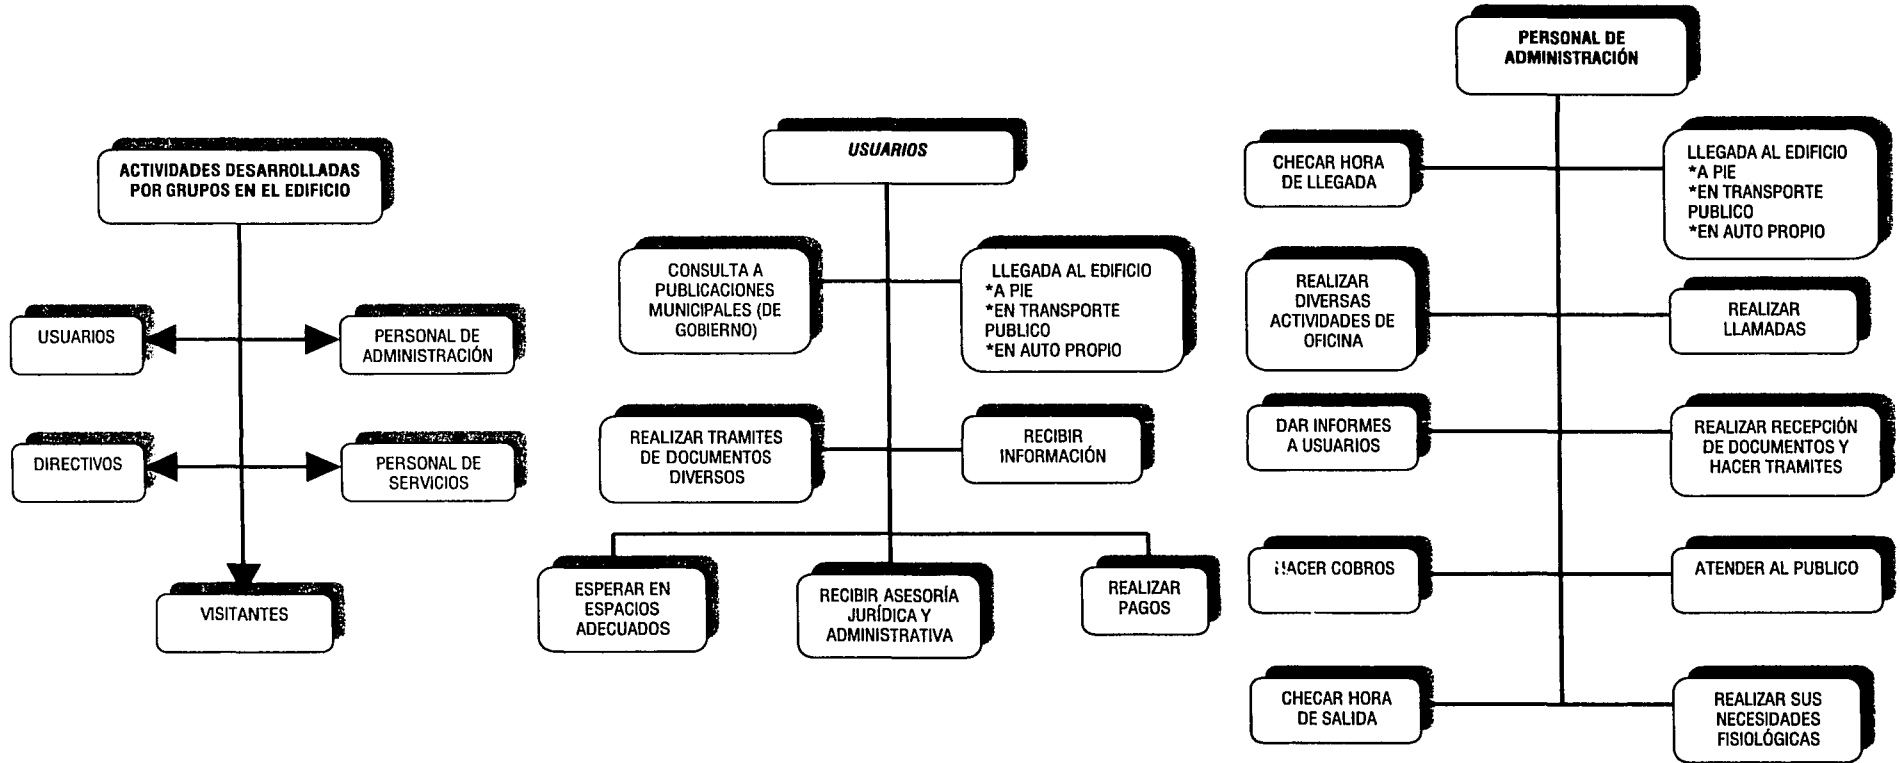 ACTIVIDADES DESARROLLADAS
POR GRUPOS EN EL EDIFICIO
USUARIOS
PERSONAL DE
ADMINISTRACIÓN
DIRECTIVOS
PERSONAL DE
SERVICIOS
VISITANTES
USUARIOS
CONSULTA A
PUBLICACIONES
MUNICIPALES (DE
GOBIERNO)
LLEGADA AL EDIFICIO
*A PIE
*EN TRANSPORTE
PUBLICO
*EN AUTO PROPIO
REALIZAR TRAMITES
DE DOCUMENTOS
DIVERSOS
RECIBIR
INFORMACIÓN
ESPERAR EN
ESPACIOS
ADECUADOS
RECIBIR ASESORÍA
JURÍDICA Y
ADMINISTRATIVA
REALIZAR
PAGOS
PERSONAL DE
ADMINISTRACIÓN
CHECAR HORA
DE LLEGADA
LLEGADA AL EDIFICIO
*A PIE
*EN TRANSPORTE
PUBLICO
*EN AUTO PROPIO
REALIZAR
DIVERSAS
ACTIVIDADES DE
OFICINA
REALIZAR
LLAMADAS
DAR INFORMES
A USUARIOS
REALIZAR RECEPCIÓN
DE DOCUMENTOS Y
HACER TRAMITES
HACER COBROS
ATENDER AL PUBLICO
CHECAR HORA
DE SALIDA
REALIZAR SUS
NECESIDADES
FISIOLÓGICAS